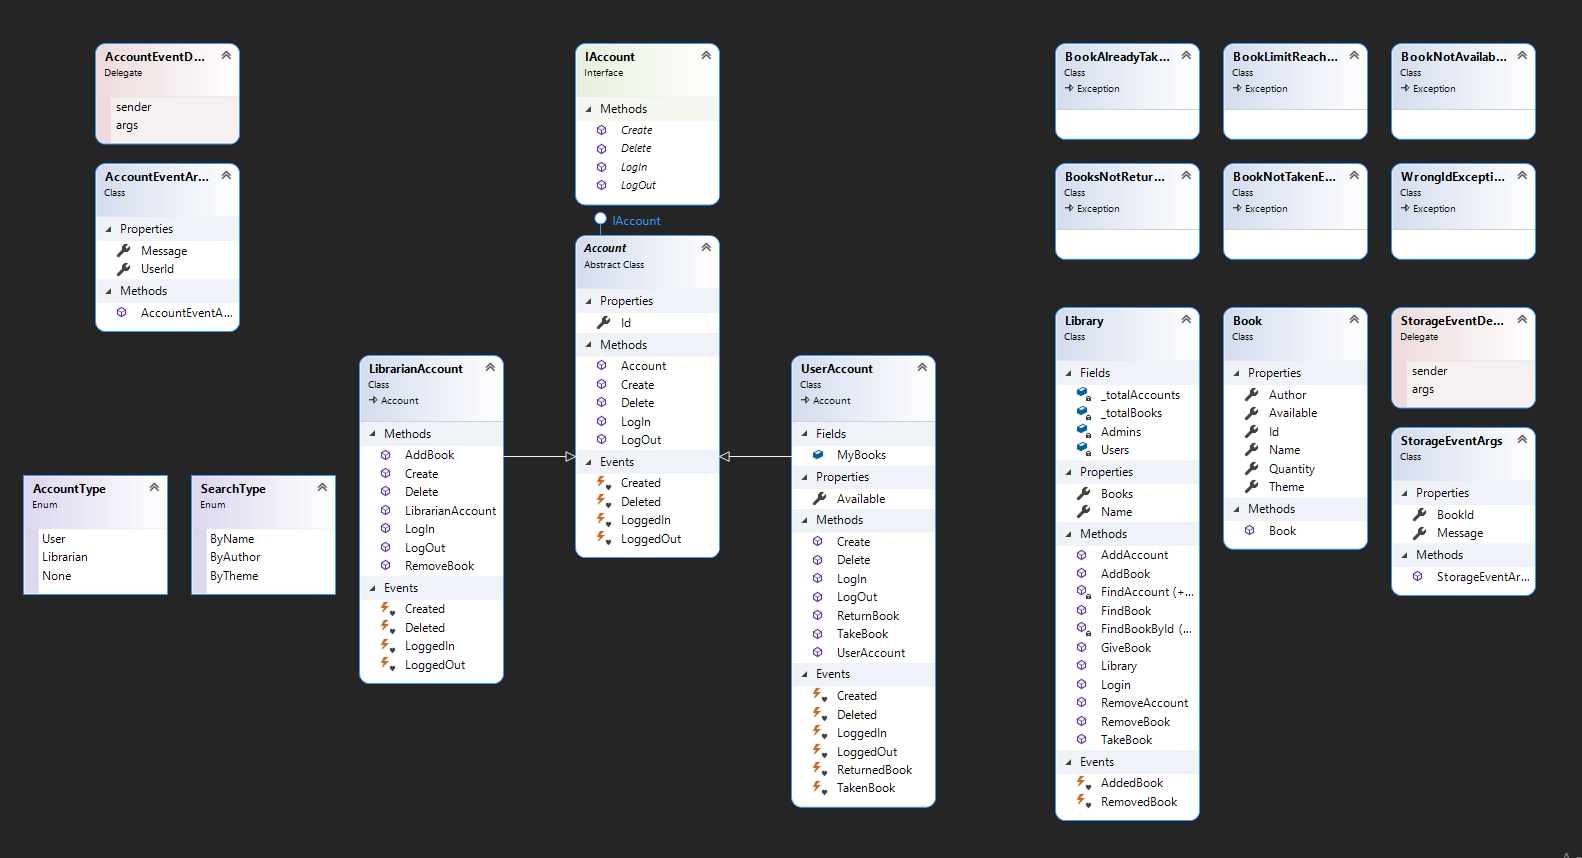 AccountEventD...
Delegate
sender
args
AccountEventAr...
Class
Properties
Message
UserId
Methods
AccountEventA...
AccountType
Enum
User
Librarian
None
SearchType
Enum
ByName
ByAuthor
ByTheme
LibrarianAccount
Class
Account
Methods
AddBook
Create
Delete
LibrarianAccount
LogIn
LogOut
RemoveBook
Events
Created
Deleted
LoggedIn
LoggedOut
IAccount
Interface
Methods
Create
Delete
LogIn
LogOut
IAccount
Account
Abstract Class
Properties
Id
Methods
Account
Create
Delete
LogIn
LogOut
Events
Created
Deleted
LoggedIn
LoggedOut
UserAccount
Class
Account
Fields
MyBooks
Properties
Available
Methods
Create
Delete
LogIn
LogOut
ReturnBook
TakeBook
UserAccount
Events
Created
Deleted
LoggedIn
LoggedOut
ReturnedBook
TakenBook
BookAlreadyTak...
Class
Exception
BookLimitReach...
Class
Exception
BookNotAvailab...
Class
Exception
BooksNotRetur...
Class
Exception
BookNotTakenE...
Class
Exception
WrongIdExcepti...
Class
Exception
Library
Class
Fields
_totalAccounts
_totalBooks
Admins
Users
Properties
Books
Name
Methods
AddAccount
AddBook
FindAccount (+...
FindBook
FindBookById (...
GiveBook
Library
Login
RemoveAccount
RemoveBook
TakeBook
Events
AddedBook
RemovedBook
Book
Class
Properties
Author
Available
Id
Name
Quantity
Theme
Methods
Book
StorageEventDe...
Delegate
sender
args
StorageEventArgs
Class
Properties
BookId
Message
Methods
StorageEventAr...